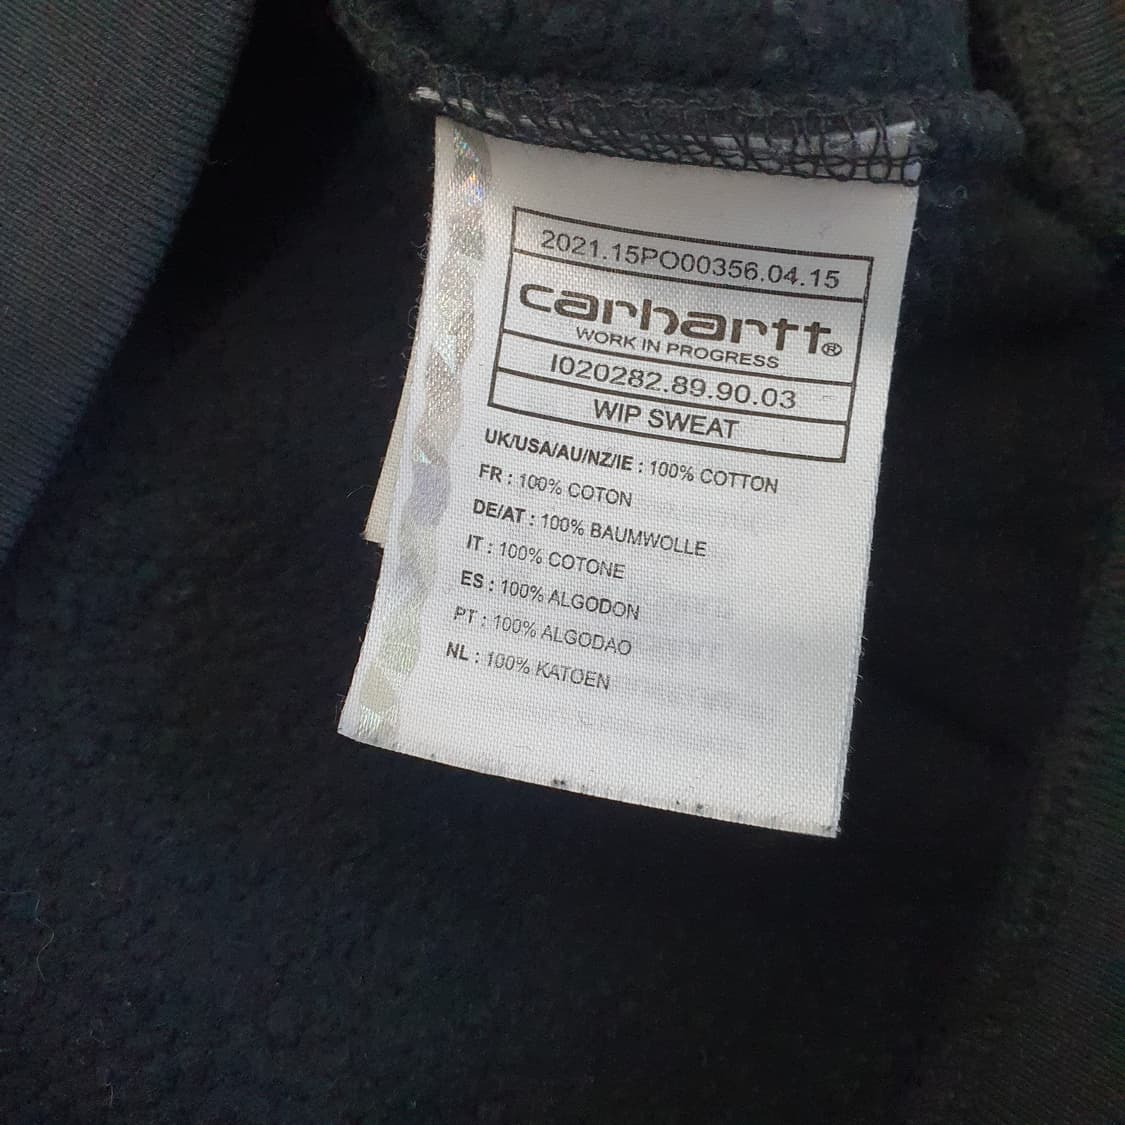 2021.15PO00356.04.15
carhartt®
WORK IN PROGRESS
I020282.89.90.03
WIP SWEAT
UK/USA/AU/NZ/IE : 100% COTTON
FR : 100% COTON
DE/AT : 100% BAUMWOLLE
IT : 100% COTONE
ES : 100% ALGODON
PT : 100% ALGODAO
NL : 100% KATOEN